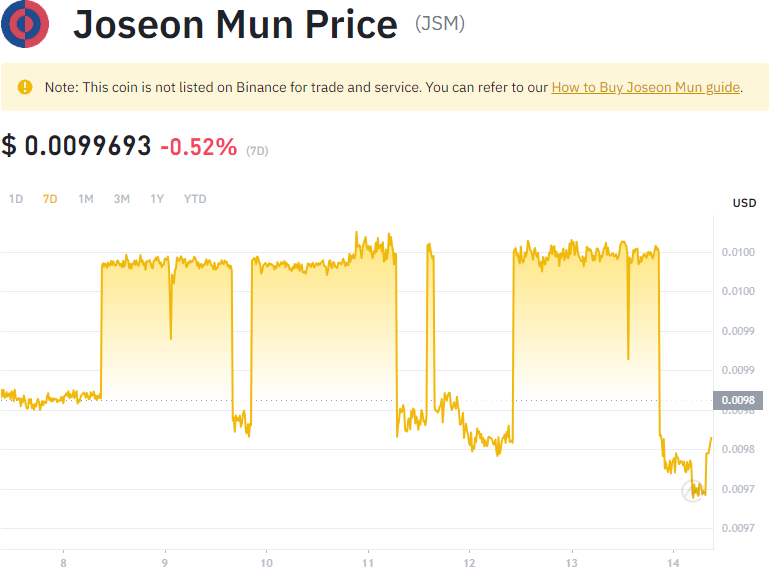 Joseon Mun Price (JSM)
Note: This coin is not listed on Binance for trade and service. You can refer to our How to Buy Joseon Mun guide.
$ 0.0099693 -0.52% (7D)
1D 7D 1M 3M 1Y YTD
USD
0.0100
0.0100
0.0099
0.0099
0.0098
0.0098
0.0097
0.0097
8 9 10 11 12 13 14